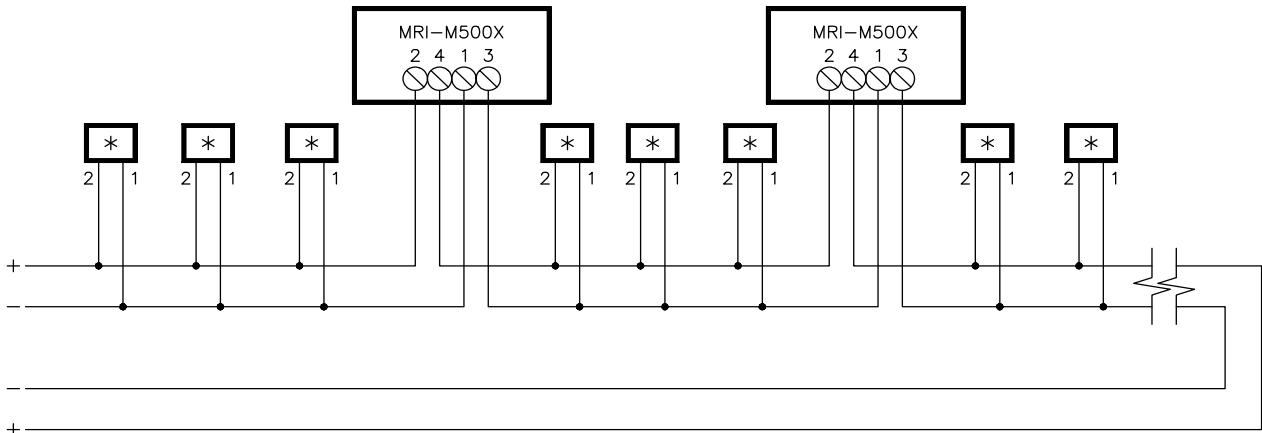 MRI-M500X MRI-M500X
2 4 1 3 2 4 1 3
* * * * * * * *
2 1 2 1 2 1 2 1 2 1 2 1 2 1 2 1
+
−
−
+